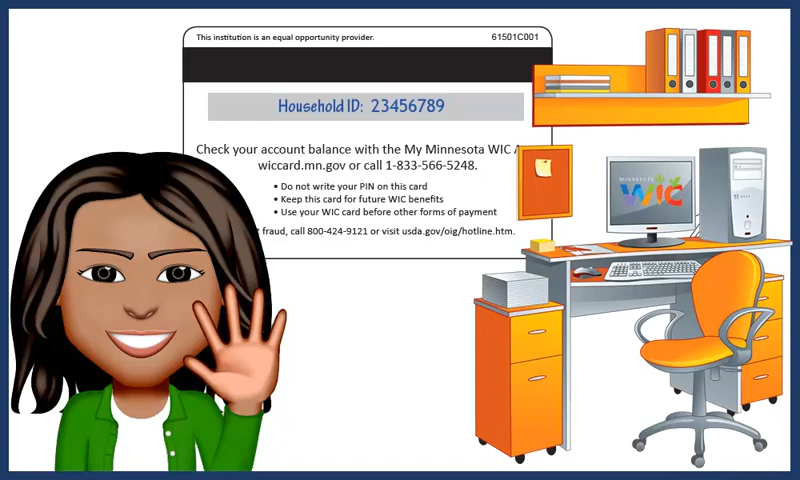 This institution is an equal opportunity provider.
61501C001
Household ID: 23456789
Check your account balance with the My Minnesota WIC
wiccard.mn.gov or call 1-833-566-5248.
• Do not write your PIN on this card
• Keep this card for future WIC benefits
• Use your WIC card before other forms of payment
fraud, call 800-424-9121 or visit usda.gov/oig/hotline.htm.
MINNESOTA
WIC